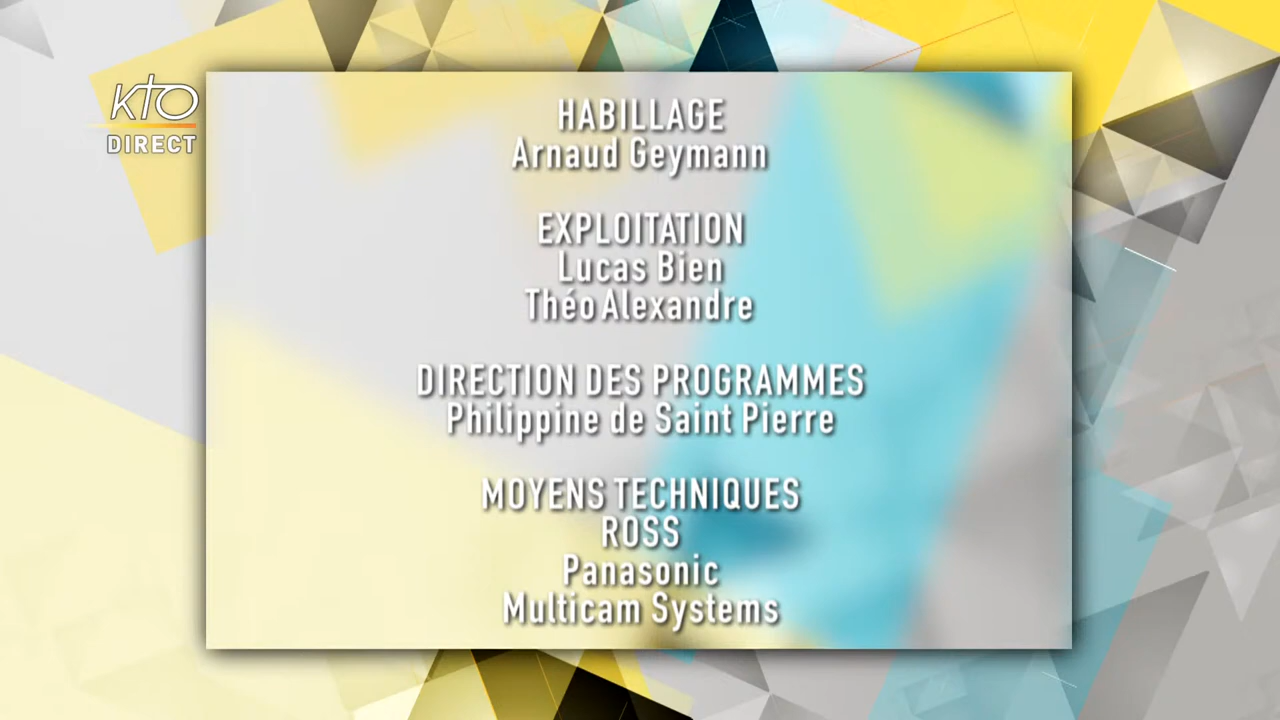 KTO
DIRECT
HABILLAGE
Arnaud Geymann
EXPLOITATION
Lucas Bien
Théo Alexandre
DIRECTION DES PROGRAMMES
Philippine de Saint Pierre
MOYENS TECHNIQUES
ROSS
Panasonic
Multicam Systems